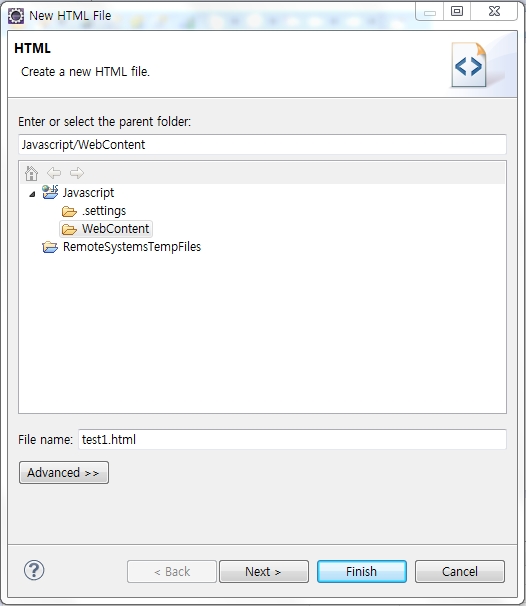 New HTML File
HTML
Create a new HTML file.
Enter or select the parent folder:
Javascript/WebContent
Javascript
.settings
WebContent
RemoteSystemsTempFiles
File name: test1.html
Advanced >>
< Back Next > Finish Cancel